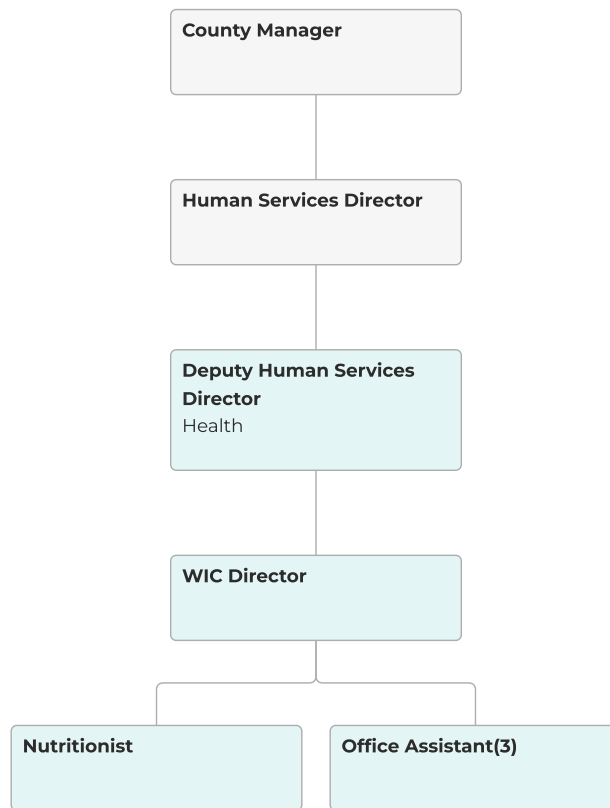 County Manager
Human Services Director
Deputy Human Services
Director
Health
WIC Director
Nutritionist
Office Assistant(3)